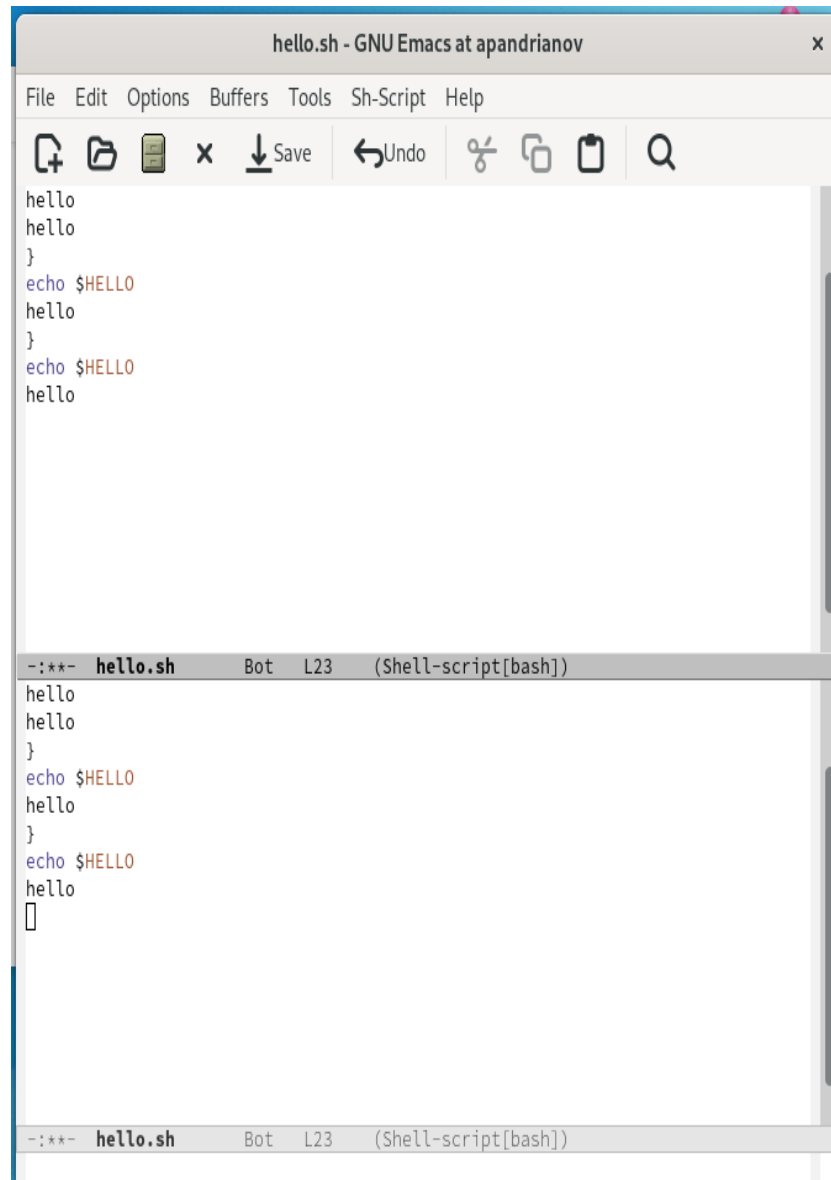 hello.sh - GNU Emacs at apandrianov
File Edit Options Buffers Tools Sh-Script Help
Save Undo
hello
hello
}
echo $HELLO
hello
}
echo $HELLO
hello
-:**- hello.sh Bot L23 (Shell-script[bash])
hello
hello
}
echo $HELLO
hello
}
echo $HELLO
hello
-:**- hello.sh Bot L23 (Shell-script[bash])